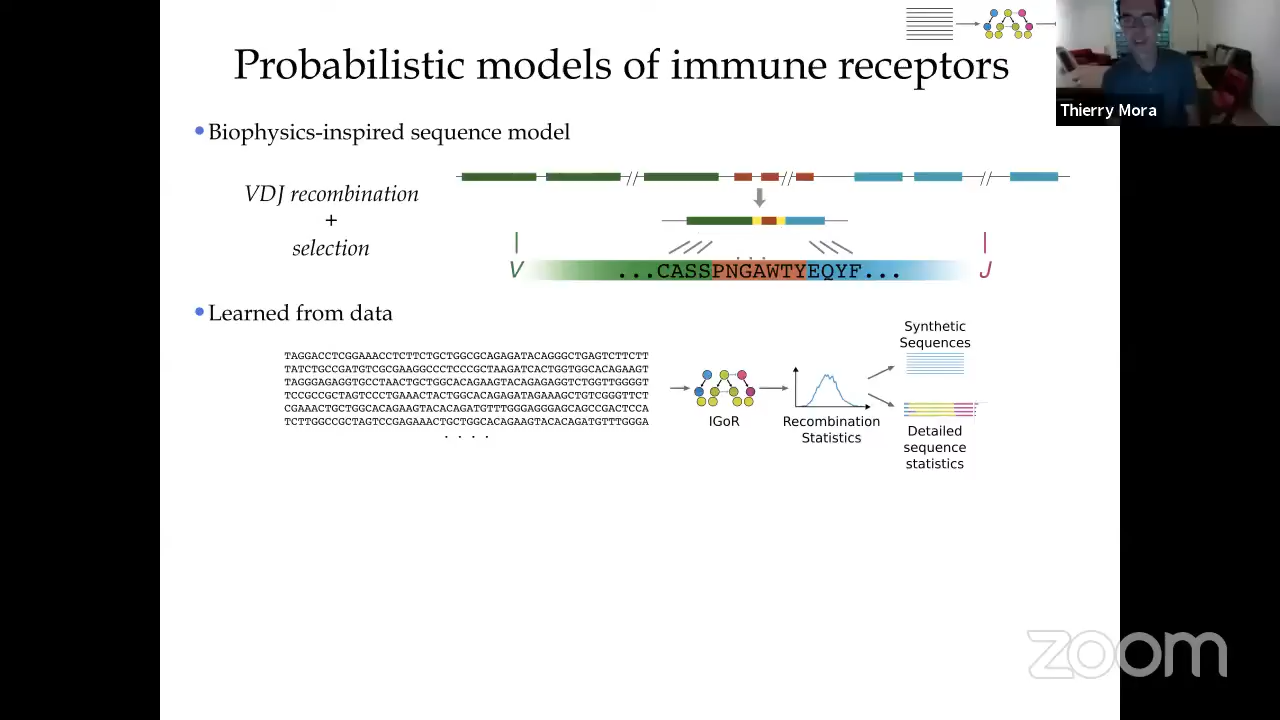 Probabilistic models of immune receptors
Thierry Mora
• Biophysics-inspired sequence model
VDJ recombination
+
selection
V
...CASSPNGAWTYEQYF...
J
• Learned from data
TAGGACCTCGGAAACCTCTTCTGCTGGCGCAGAGATACAGGGCTGAGTCTTCTT
TATCTGCCGATGTCGCGAAGGCCCTCCCGCTAAGATCACTGGTGGCACAGAAGT
TAGGGAGAGGTGCCTAACTGCTGGCACAGAAGTACAGAGAGGTCTGGTTGGGGT
TCCGCCGCTAGTCCCTGAAACTACTGGCACAGAGATAGAAAGCTGTCGGGTTCT
CGAAACTGCTGGCACAGAAGTACACAGATGTTTGGGAGGGAGCAGCCGACTCCA
TCTTGGCCGCTAGTCCGAGAAACTGCTGGCACAGAAGTACACAGATGTTTGGGA
. . . .
IGoR
Recombination
Statistics
Synthetic
Sequences
Detailed
sequence
statistics
zoom